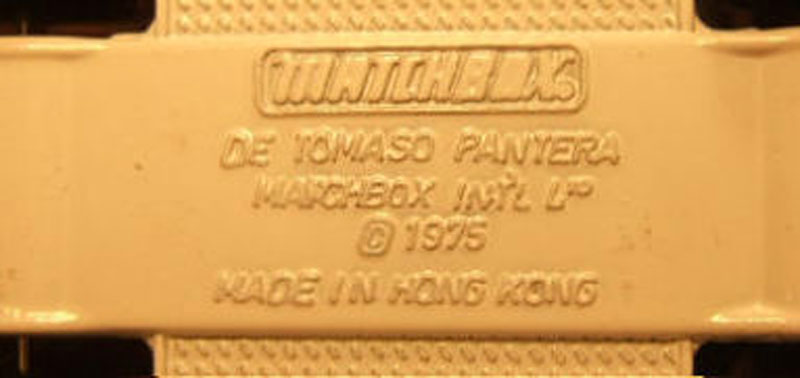 MATCHBOX
DE TOMASO PANTERA
MATCHBOX INT'L LTD
© 1975
MADE IN HONG KONG